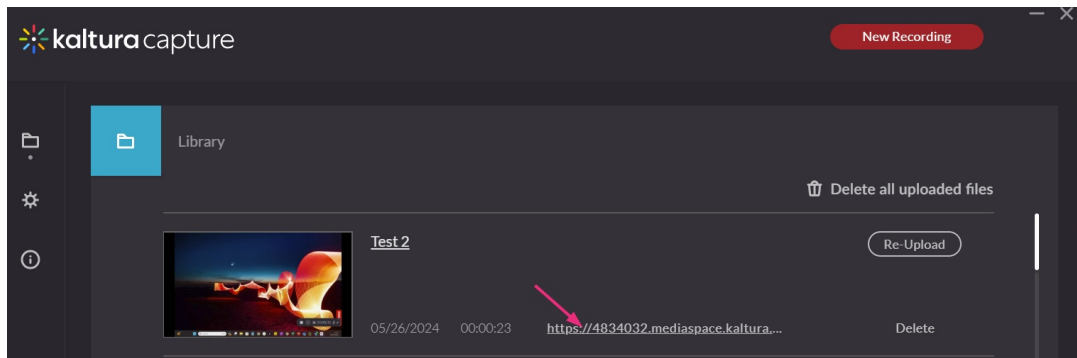 kaltura capture
New Recording
Library
Delete all uploaded files
Test 2
Re-Upload
05/26/2024 00:00:23 https://4834032.mediaspace.kaltura.... Delete